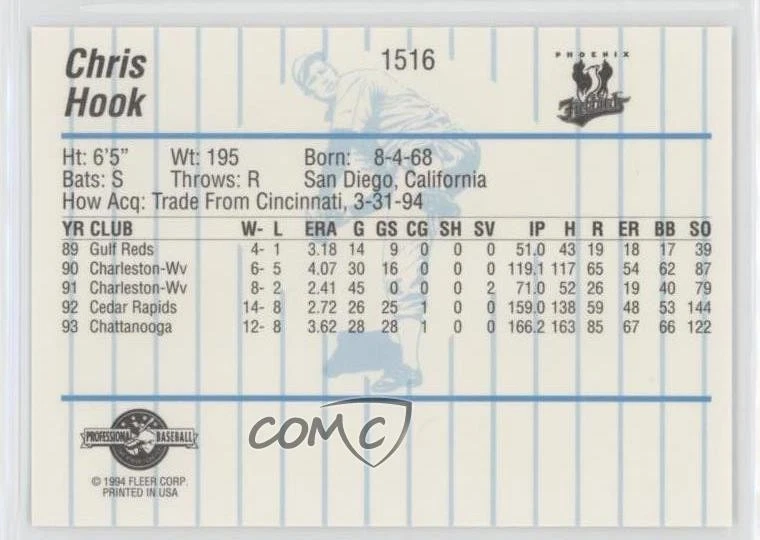 Chris
Hook
1516
PHOENIX
Firebirds
Ht: 6'5" Wt: 195 Born: 8-4-68
Bats: S Throws: R San Diego, California
How Acq: Trade From Cincinnati, 3-31-94
YR CLUB W- L ERA G GS CG SH SV IP H R ER BB SO
89 Gulf Reds 4- 1 3.18 14 9 0 0 0 51.0 43 19 18 17 39
90 Charleston-Wv 6- 5 4.07 30 16 0 0 0 119.1 117 65 54 62 87
91 Charleston-Wv 8- 2 2.41 45 0 0 0 2 71.0 52 26 19 40 79
92 Cedar Rapids 14- 8 2.72 26 25 1 0 0 159.0 138 59 48 53 144
93 Chattanooga 12- 8 3.62 28 28 1 0 0 166.2 163 85 67 66 122
PROFESSIONAL BASEBALL
COMC
© 1994 FLEER CORP.
PRINTED IN USA